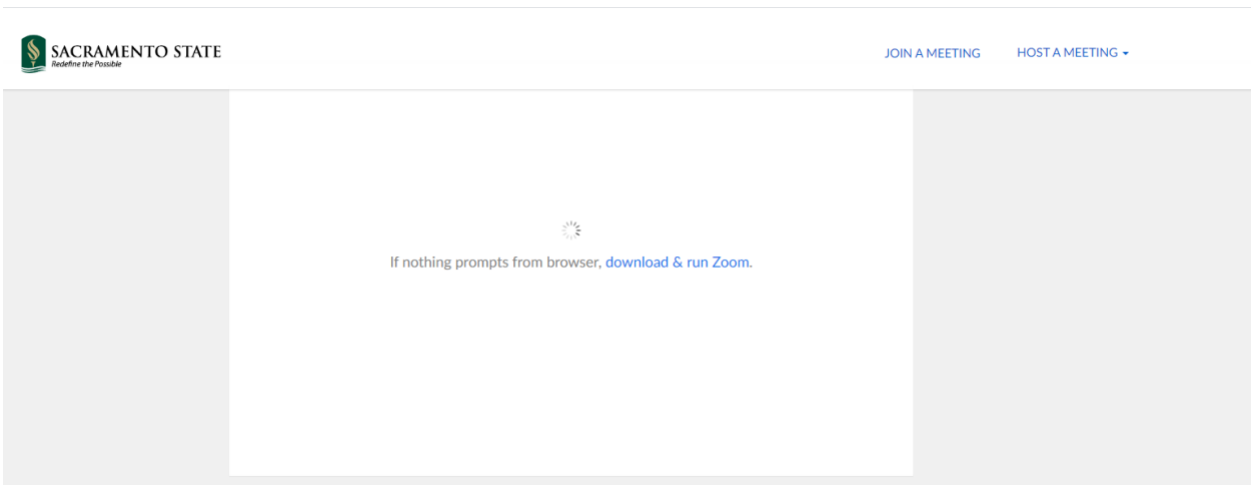 SACRAMENTO STATE
Redefine the Possible
JOIN A MEETING
HOST A MEETING
If nothing prompts from browser, download & run Zoom.